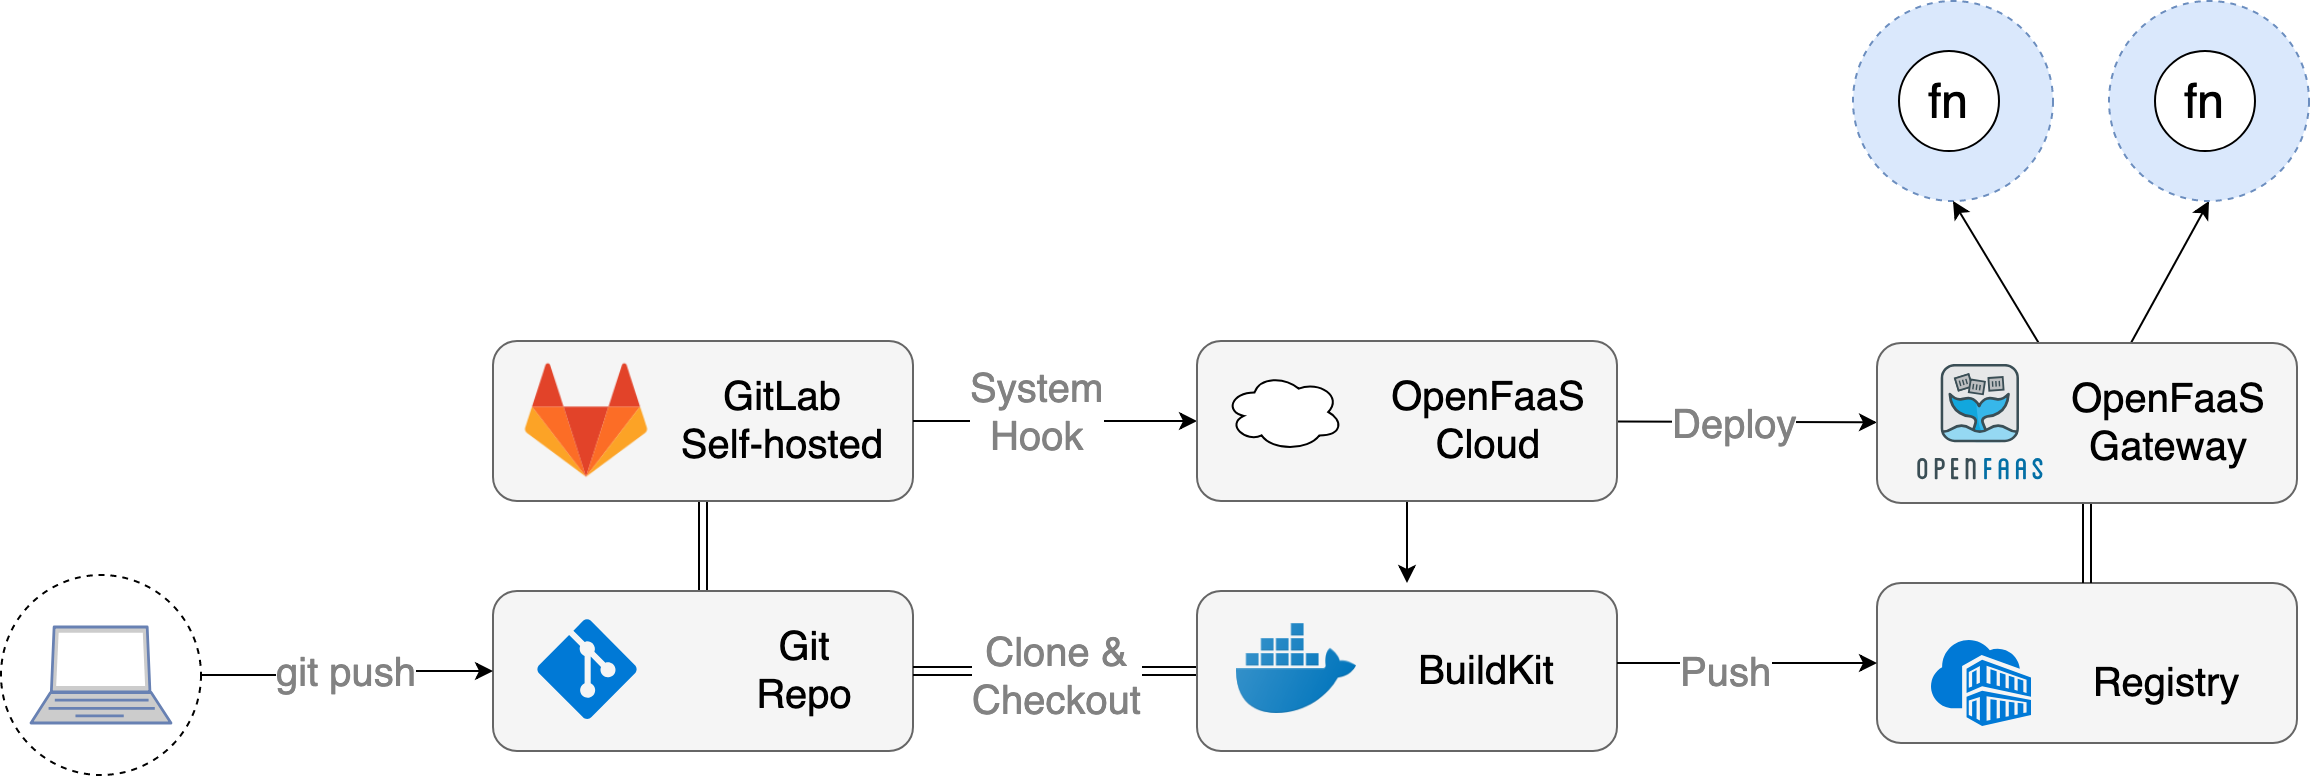 fn
fn
GitLab
Self-hosted
System
Hook
OpenFaaS
Cloud
Deploy
OPENFAAS
OpenFaaS
Gateway
git push
Git
Repo
Clone &
Checkout
BuildKit
Push
Registry